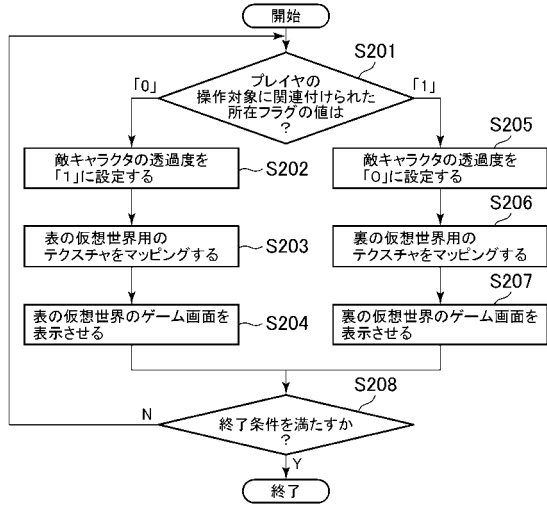 開始
S201
プレイヤの
操作対象に関連付けられた
所在フラグの値は
?
「0」
「1」
敵キャラクタの透過度を
「1」に設定する
S202
S205
敵キャラクタの透過度を
「0」に設定する
表の仮想世界用の
テクスチャをマッピングする
S203
S206
裏の仮想世界用の
テクスチャをマッピングする
表の仮想世界のゲーム画面を
表示させる
S204
S207
裏の仮想世界のゲーム画面を
表示させる
S208
終了条件を満たすか
?
N
Y
終了